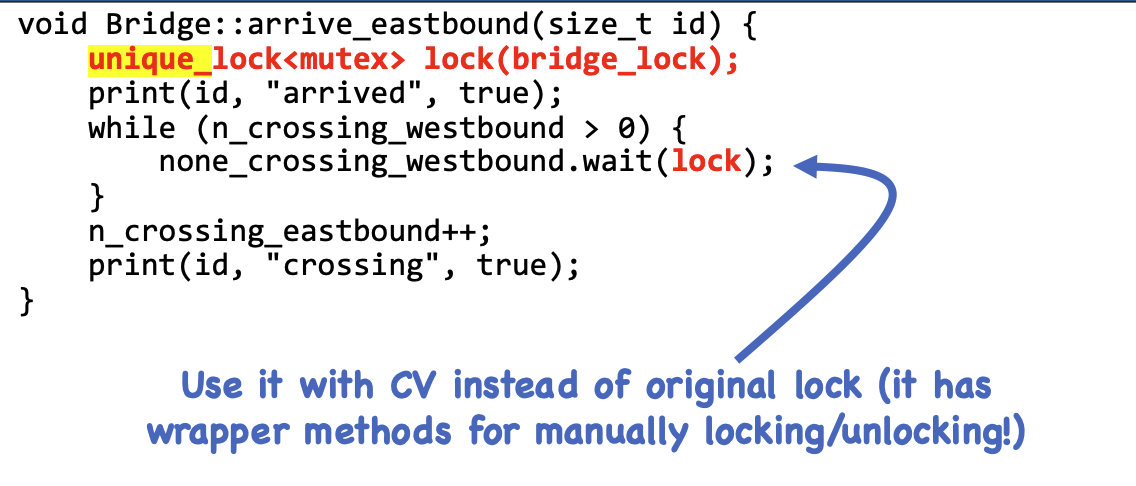 void Bridge::arrive_eastbound(size_t id) {
    unique_lock<mutex> lock(bridge_lock);
    print(id, "arrived", true);
    while (n_crossing_westbound > 0) {
        none_crossing_westbound.wait(lock);
    }
    n_crossing_eastbound++;
    print(id, "crossing", true);
}
Use it with CV instead of original lock (it has
wrapper methods for manually locking/unlocking!)